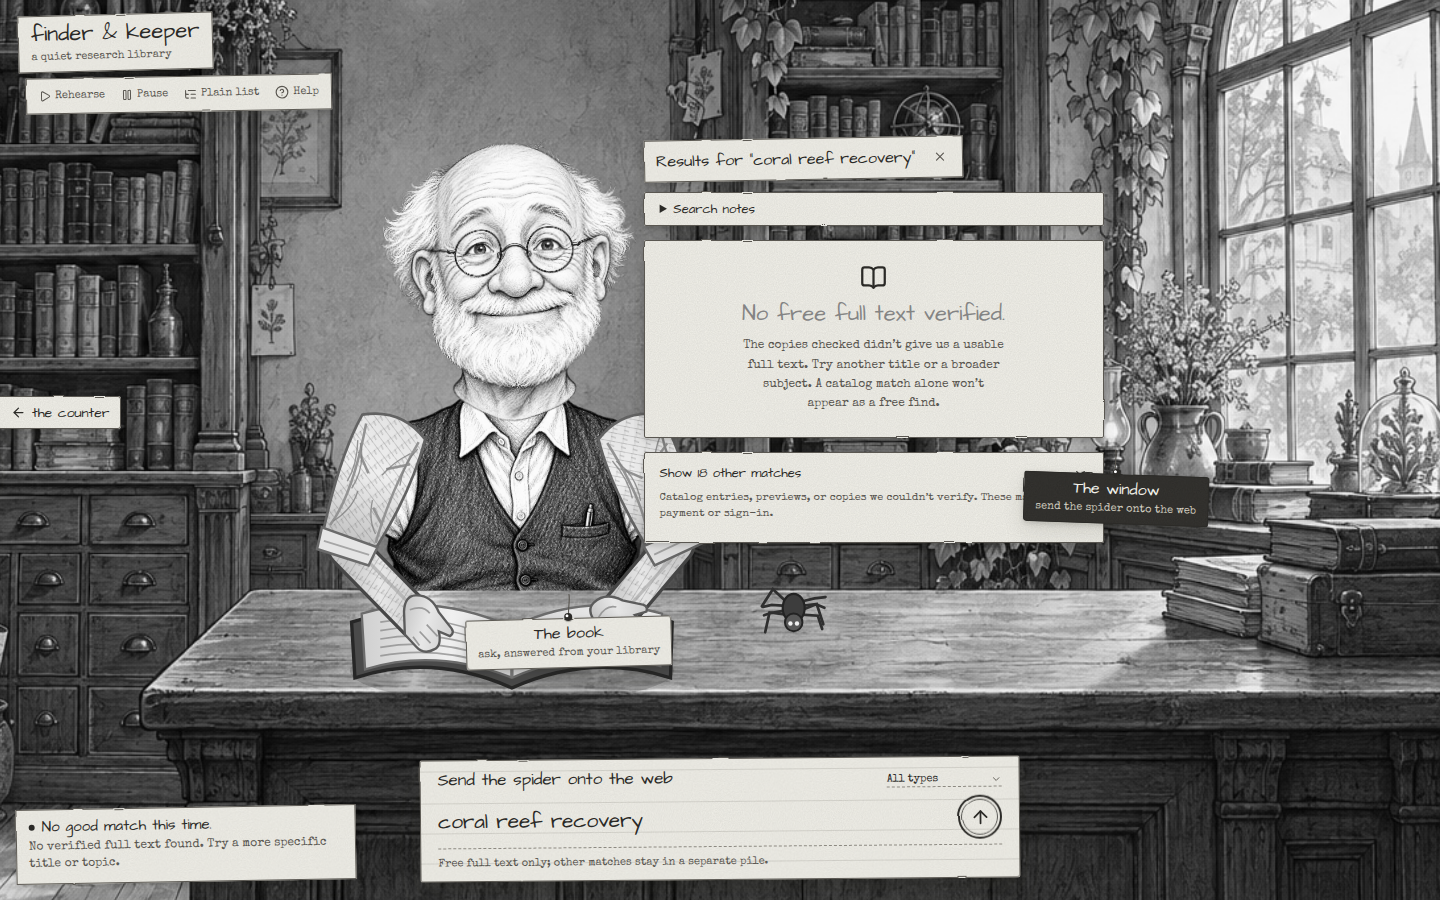 finder & keeper
a quiet research library
Rehearse
Pause
Plain list
Help
Results for "coral reef recovery"
Search notes
No free full text verified.
The copies checked didn't give us a usable
full text. Try another title or a broader
subject. A catalog match alone won't
appear as a free find.
the counter
Show 18 other matches
Catalog entries, previews, or copies we couldn't verify. These
payment or sign-in.
The window
send the spider onto the web
The book
ask, answered from your library
Send the spider onto the web
All types
coral reef recovery
Free full text only; other matches stay in a separate pile.
No good match this time.
No verified full text found. Try a more specific
title or topic.